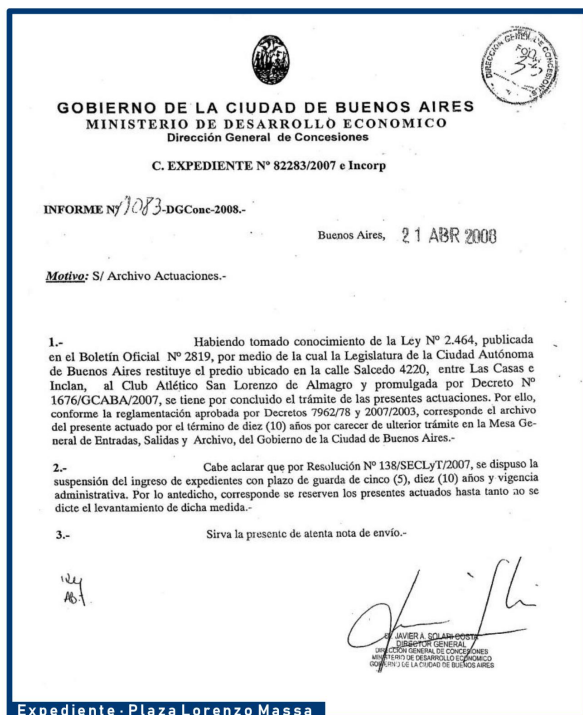 DIRECCIÓN GENERAL DE CONCESIONES
GOBIERNO DE LA CIUDAD DE BUENOS AIRES
MINISTERIO DE DESARROLLO ECONOMICO
Dirección General de Concesiones
C. EXPEDIENTE Nº 82283/2007 e Incorp
INFORME Nº 1083-DGConc-2008.-
Buenos Aires, 21 ABR 2008
Motivo: S/ Archivo Actuaciones.-
1.- Habiendo tomado conocimiento de la Ley Nº 2.464, publicada
en el Boletín Oficial Nº 2819, por medio de la cual la Legislatura de la Ciudad Autónoma
de Buenos Aires restituye el predio ubicado en la calle Salcedo 4220, entre Las Casas e
Inclan, al Club Atlético San Lorenzo de Almagro y promulgada por Decreto Nº
1676/GCABA/2007, se tiene por concluido el trámite de las presentes actuaciones. Por ello,
conforme la reglamentación aprobada por Decretos 7962/78 y 2007/2003, corresponde el archivo
del presente actuado por el término de diez (10) años por carecer de ulterior trámite en la Mesa Ge-
neral de Entradas, Salidas y Archivo, del Gobierno de la Ciudad de Buenos Aires.-
2.- Cabe aclarar que por Resolución Nº 138/SECLyT/2007, se dispuso la
suspensión del ingreso de expedientes con plazo de guarda de cinco (5), diez (10) años y vigencia
administrativa. Por lo antedicho, corresponde se reserven los presentes actuados hasta tanto no se
dicte el levantamiento de dicha medida.-
3.- Sirva la presente de atenta nota de envío.-
JAVIER A. SOLARI COSTA
DIRECTOR GENERAL
DIRECCIÓN GENERAL DE CONCESIONES
MINISTERIO DE DESARROLLO ECONOMICO
GOBIERNO DE LA CIUDAD DE BUENOS AIRES
Expediente · Plaza Lorenzo Massa